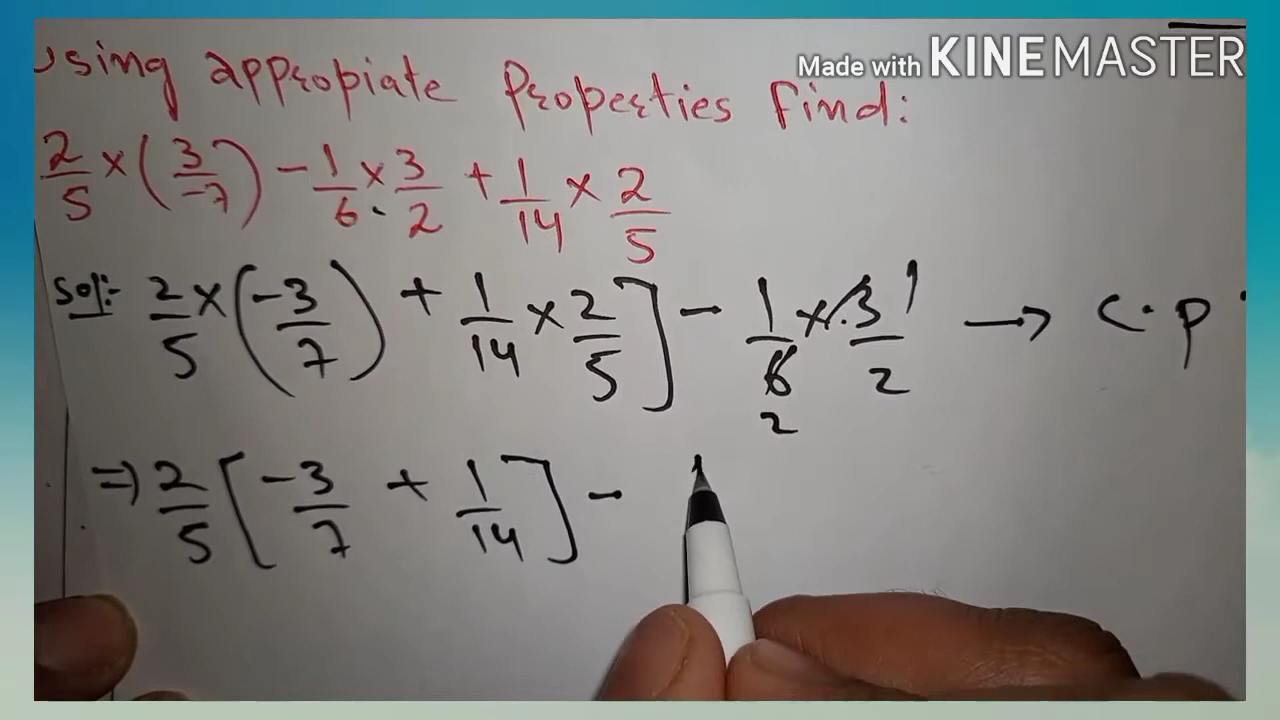 Using appropiate Properties find:
Made with KINEMASTER
2/5 × (3/-7) - 1/6 × 3/2 + 1/14 × 2/5
Sol:- 2/5 × (-3/7) + 1/14 × 2/5] - 1/6 2 × 3 1/2 → C.P
⇒ 2/5 [-3/7 + 1/14] - 1